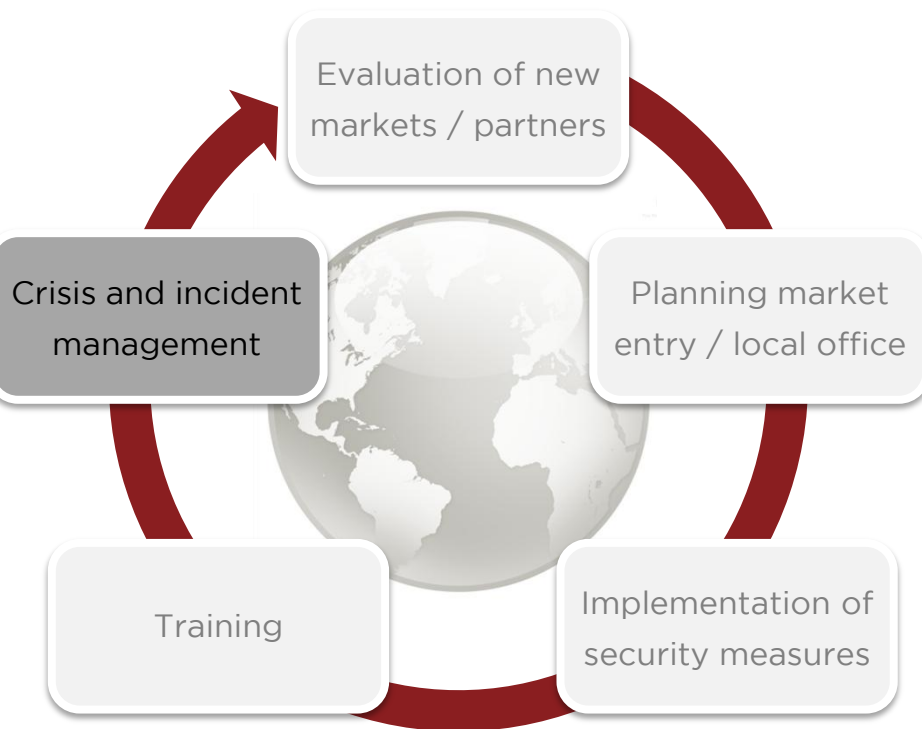 Evaluation of new
markets / partners
Crisis and incident
management
Planning market
entry / local office
Training
Implementation of
security measures